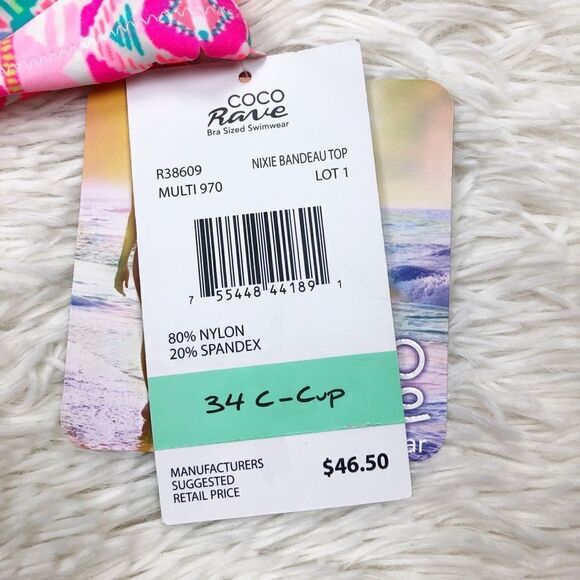 COCO
Rave
Bra Sized Swimwear
R38609 NIXIE BANDEAU TOP
MULTI 970 LOT 1
7 55448 44189 1
80% NYLON
20% SPANDEX
34 C-Cup
MANUFACTURERS
SUGGESTED
RETAIL PRICE
$46.50